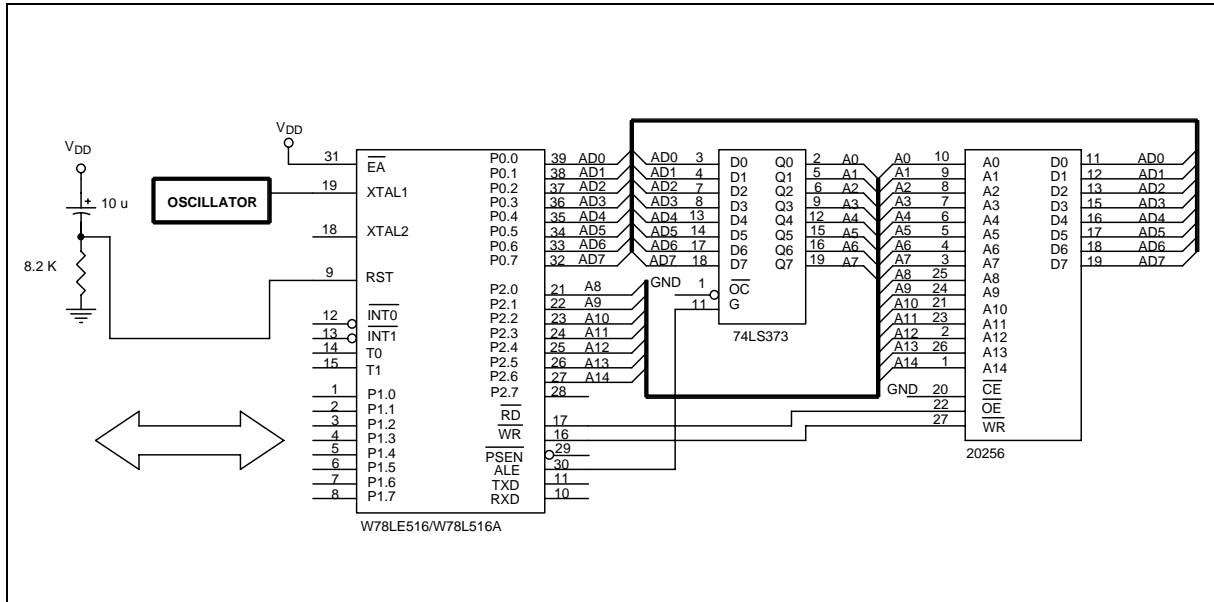 VDD
10 u
8.2 K
OSCILLATOR
VDD
31 EA
19 XTAL1
18 XTAL2
9 RST
12 INT0
13 INT1
14 T0
15 T1
1 P1.0
2 P1.1
3 P1.2
4 P1.3
5 P1.4
6 P1.5
7 P1.6
8 P1.7
P0.0 39 AD0
P0.1 38 AD1
P0.2 37 AD2
P0.3 36 AD3
P0.4 35 AD4
P0.5 34 AD5
P0.6 33 AD6
P0.7 32 AD7
P2.0 21 A8
P2.1 22 A9
P2.2 23 A10
P2.3 24 A11
P2.4 25 A12
P2.5 26 A13
P2.6 27 A14
P2.7 28
RD 17
WR 16
PSEN 29
ALE 30
TXD 11
RXD 10
W78LE516/W78L516A
AD0 3 D0 Q0 2 A0
AD1 4 D1 Q1 5 A1
AD2 7 D2 Q2 6 A2
AD3 8 D3 Q3 9 A3
AD4 13 D4 Q4 12 A4
AD5 14 D5 Q5 15 A5
AD6 17 D6 Q6 16 A6
AD7 18 D7 Q7 19 A7
GND 1 OC
11 G
74LS373
A0 10 A0 D0 11 AD0
A1 9 A1 D1 12 AD1
A2 8 A2 D2 13 AD2
A3 7 A3 D3 15 AD3
A4 6 A4 D4 16 AD4
A5 5 A5 D5 17 AD5
A6 4 A6 D6 18 AD6
A7 3 A7 D7 19 AD7
A8 25 A8
A9 24 A9
A10 21 A10
A11 23 A11
A12 2 A12
A13 26 A13
A14 1 A14
GND 20 CE
22 OE
27 WR
20256